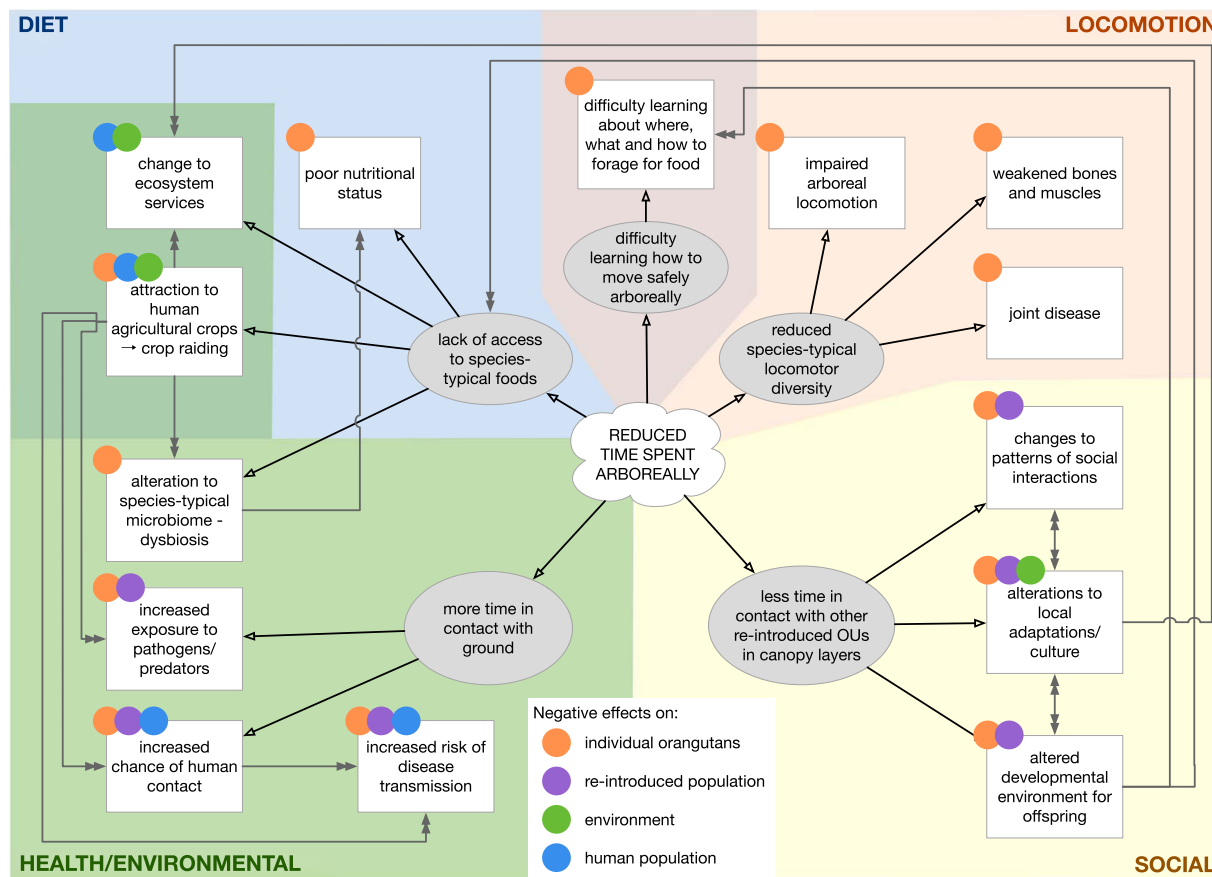 DIET
LOCOMOTION
difficulty learning
about where,
what and how to
forage for food
change to
ecosystem
services
poor nutritional
status
impaired
arboreal
locomotion
weakened bones
and muscles
difficulty
learning how to
move safely
arboreally
attraction to
human
agricultural crops
→ crop raiding
lack of access
to species-
typical foods
reduced
species-typical
locomotor
diversity
joint disease
REDUCED
TIME SPENT
ARBOREALLY
changes to
patterns of social
interactions
alteration to
species-typical
microbiome -
dysbiosis
increased
exposure to
pathogens/
predators
more time in
contact with
ground
less time in
contact with other
re-introduced OUs
in canopy layers
alterations to
local
adaptations/
culture
increased
chance of human
contact
increased risk of
disease
transmission
altered
developmental
environment for
offspring
Negative effects on:
individual orangutans
re-introduced population
environment
human population
HEALTH/ENVIRONMENTAL
SOCIAL